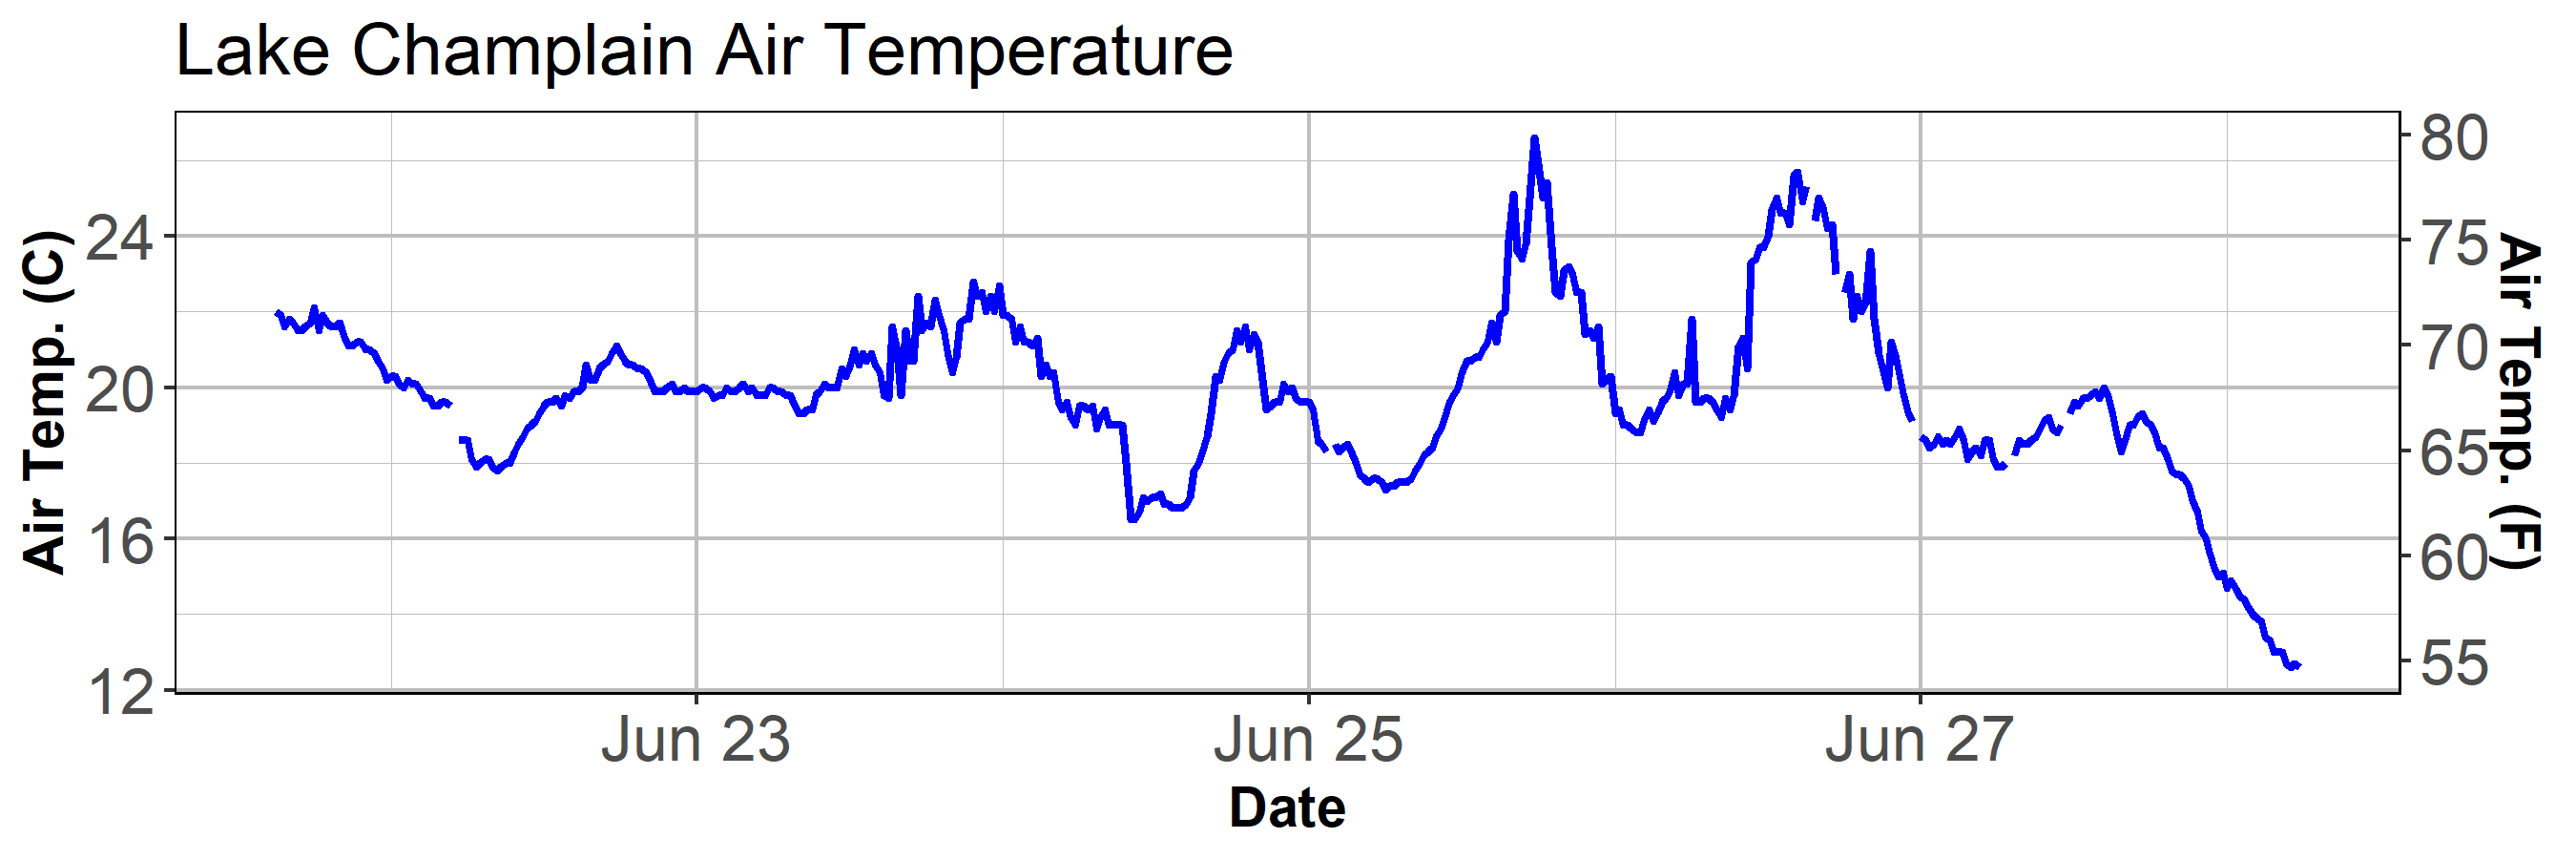 Lake Champlain Air Temperature
Air Temp. (C)
24
20
16
12
80
75
70
65
60
55
Air Temp. (F)
Jun 23 Jun 25 Jun 27
Date